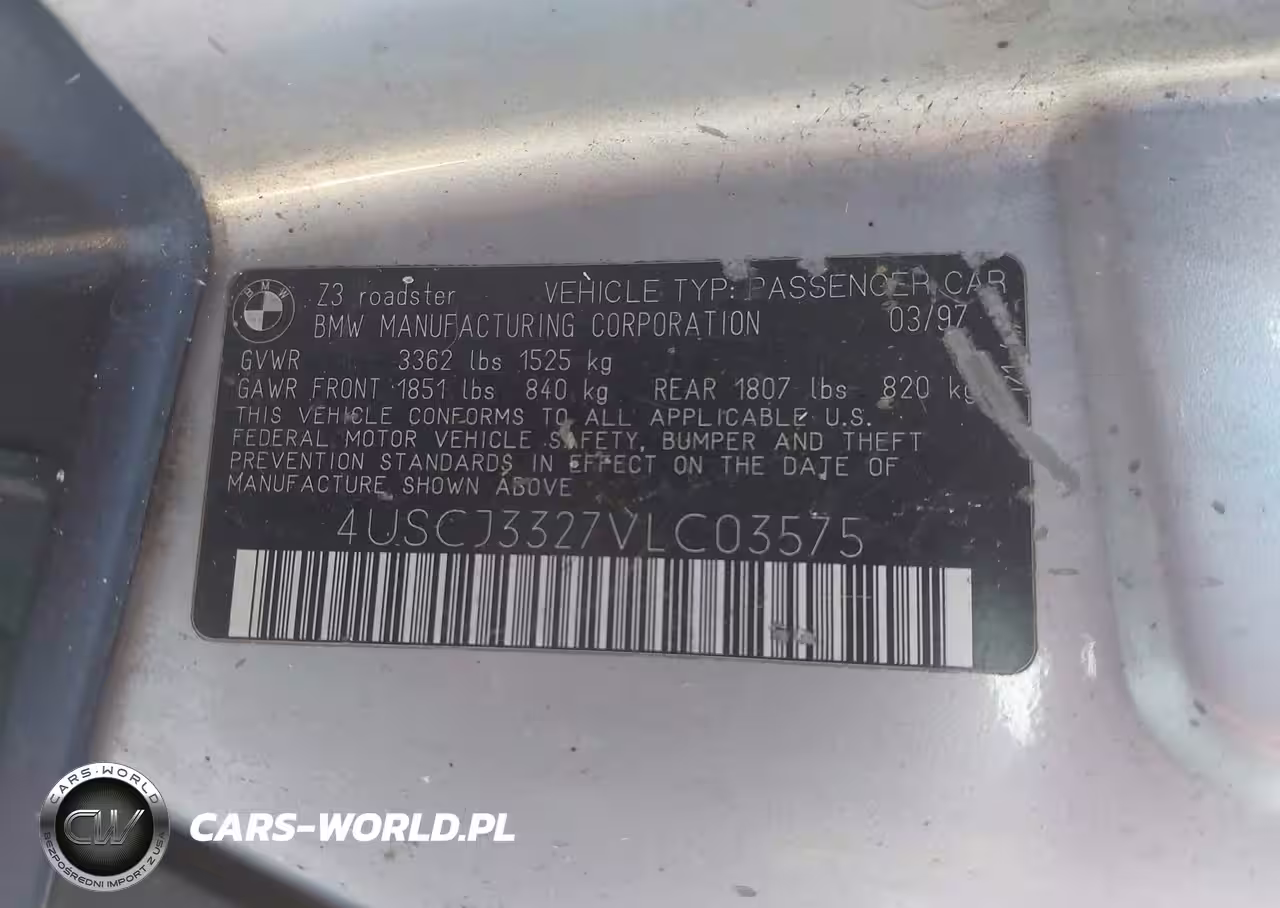 BMW
Z3 roadster VEHICLE TYP: PASSENGER CAR
BMW MANUFACTURING CORPORATION 03/97
GVWR 3362 lbs 1525 kg
GAWR FRONT 1851 lbs 840 kg REAR 1807 lbs 820 kg
THIS VEHICLE CONFORMS TO ALL APPLICABLE U.S.
FEDERAL MOTOR VEHICLE SAFETY, BUMPER AND THEFT
PREVENTION STANDARDS IN EFFECT ON THE DATE OF
MANUFACTURE SHOWN ABOVE
4USCJ3327VLC03575
CARS-WORLD
CW
BEZPOŚREDNI IMPORT Z USA
CARS-WORLD.PL